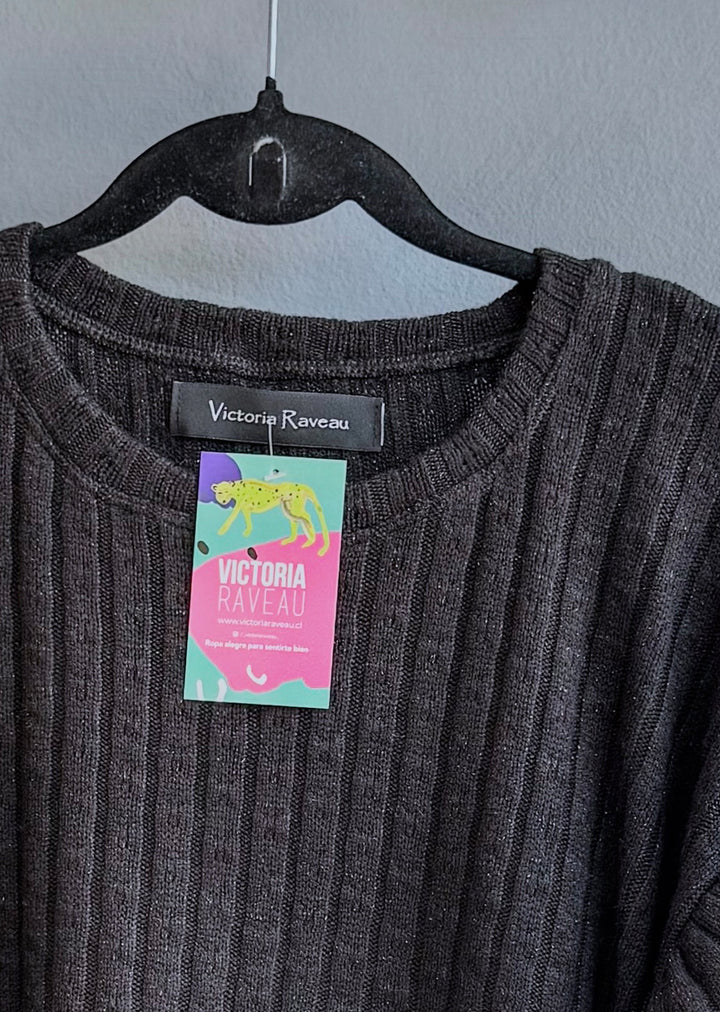 Victoria Raveau
VICTORIA
RAVEAU
www.victoriaraveau.cl
Ropa alegre para sentirte bien